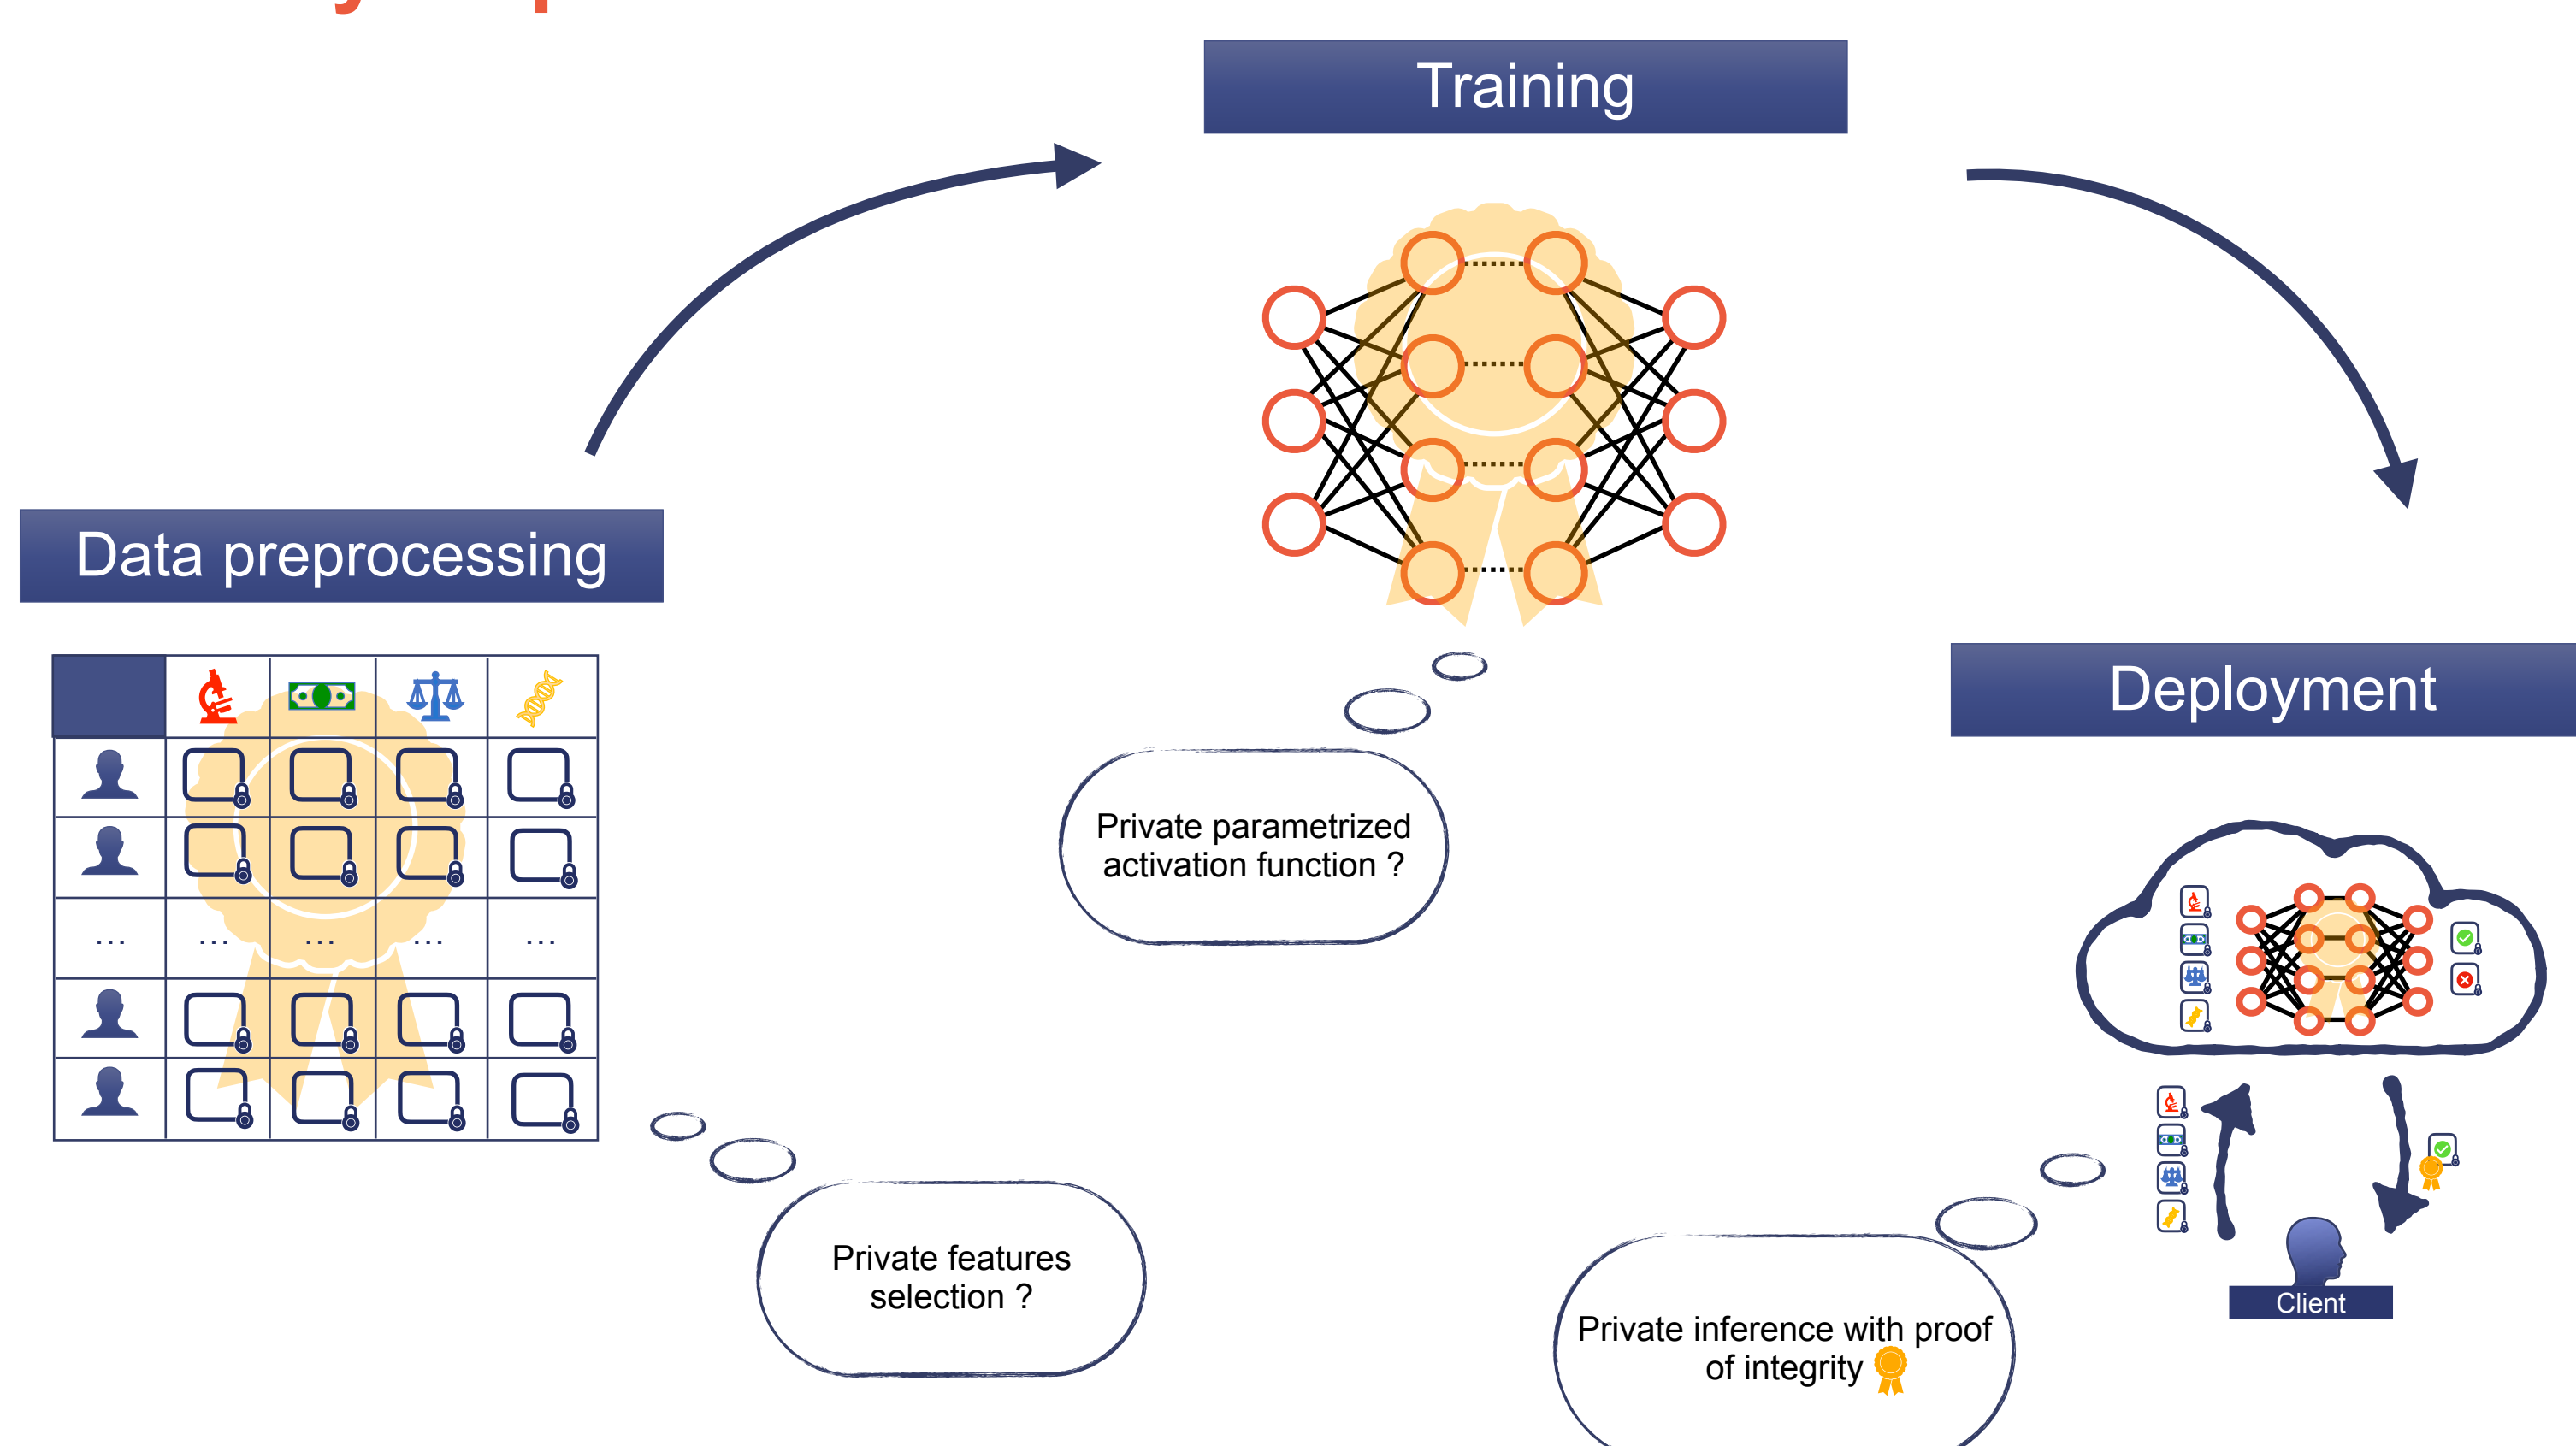 Training
Data preprocessing
Deployment
... ... ... ... ...
Private parametrized
activation function ?
Private features
selection ?
Private inference with proof
of integrity
Client